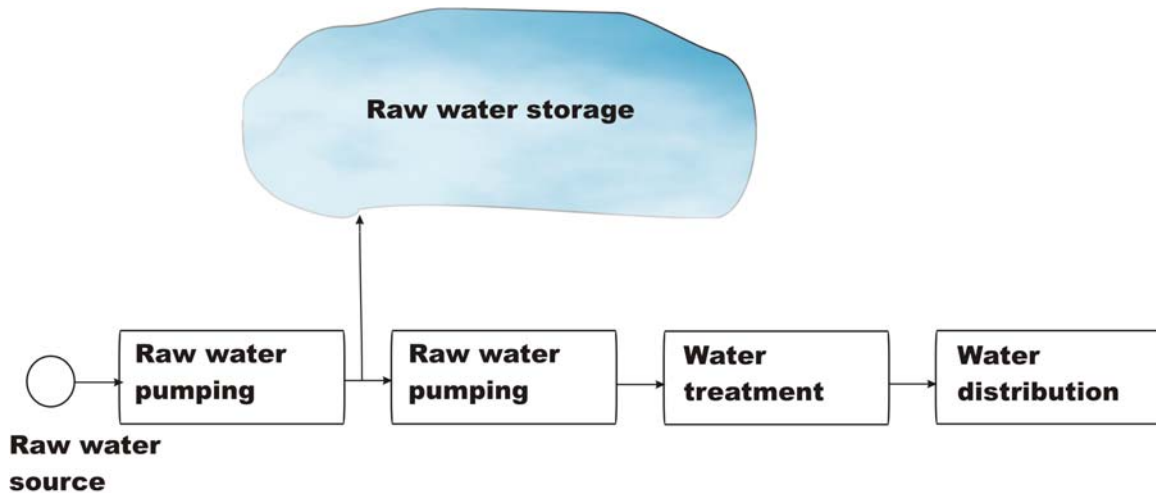 Raw water storage
Raw water
pumping
Raw water
pumping
Water
treatment
Water
distribution
Raw water
source